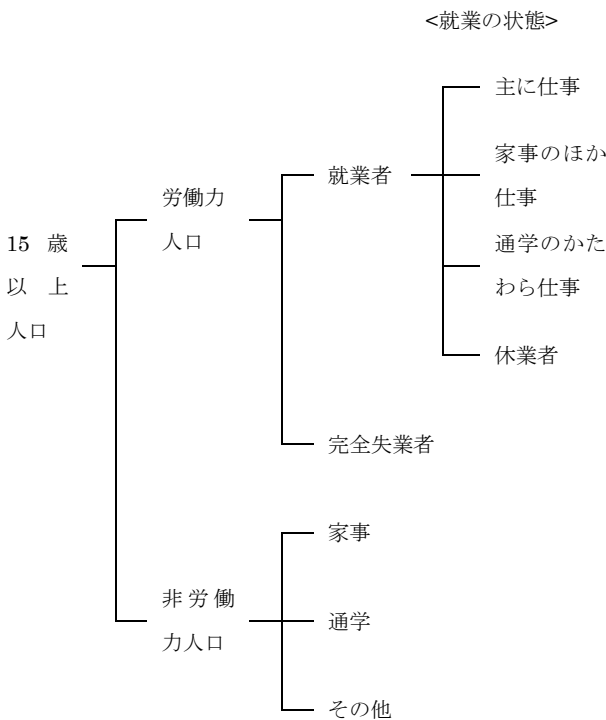 <就業の状態>
主に仕事
家事のほか
仕事
就業者
労働力
人口
通学のかた
わら仕事
15 歳
以 上
人口
休業者
完全失業者
家事
非労働
力人口
通学
その他